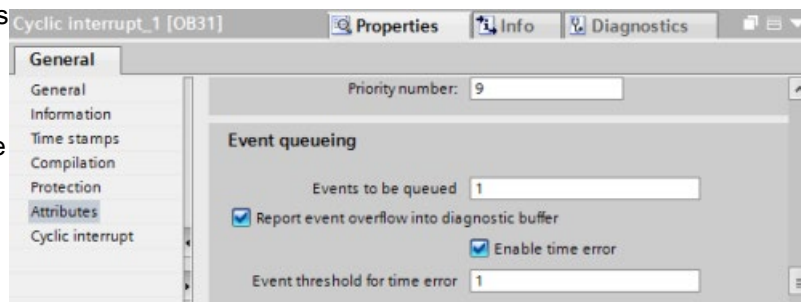 s
Cyclic interrupt_1 [OB31]
Properties
Info
Diagnostics
General
General
Priority number: 9
Information
Time stamps
Event queueing
e
Compilation
Protection
Events to be queued 1
Attributes
Report event overflow into diagnostic buffer
Cyclic interrupt
Enable time error
Event threshold for time error 1